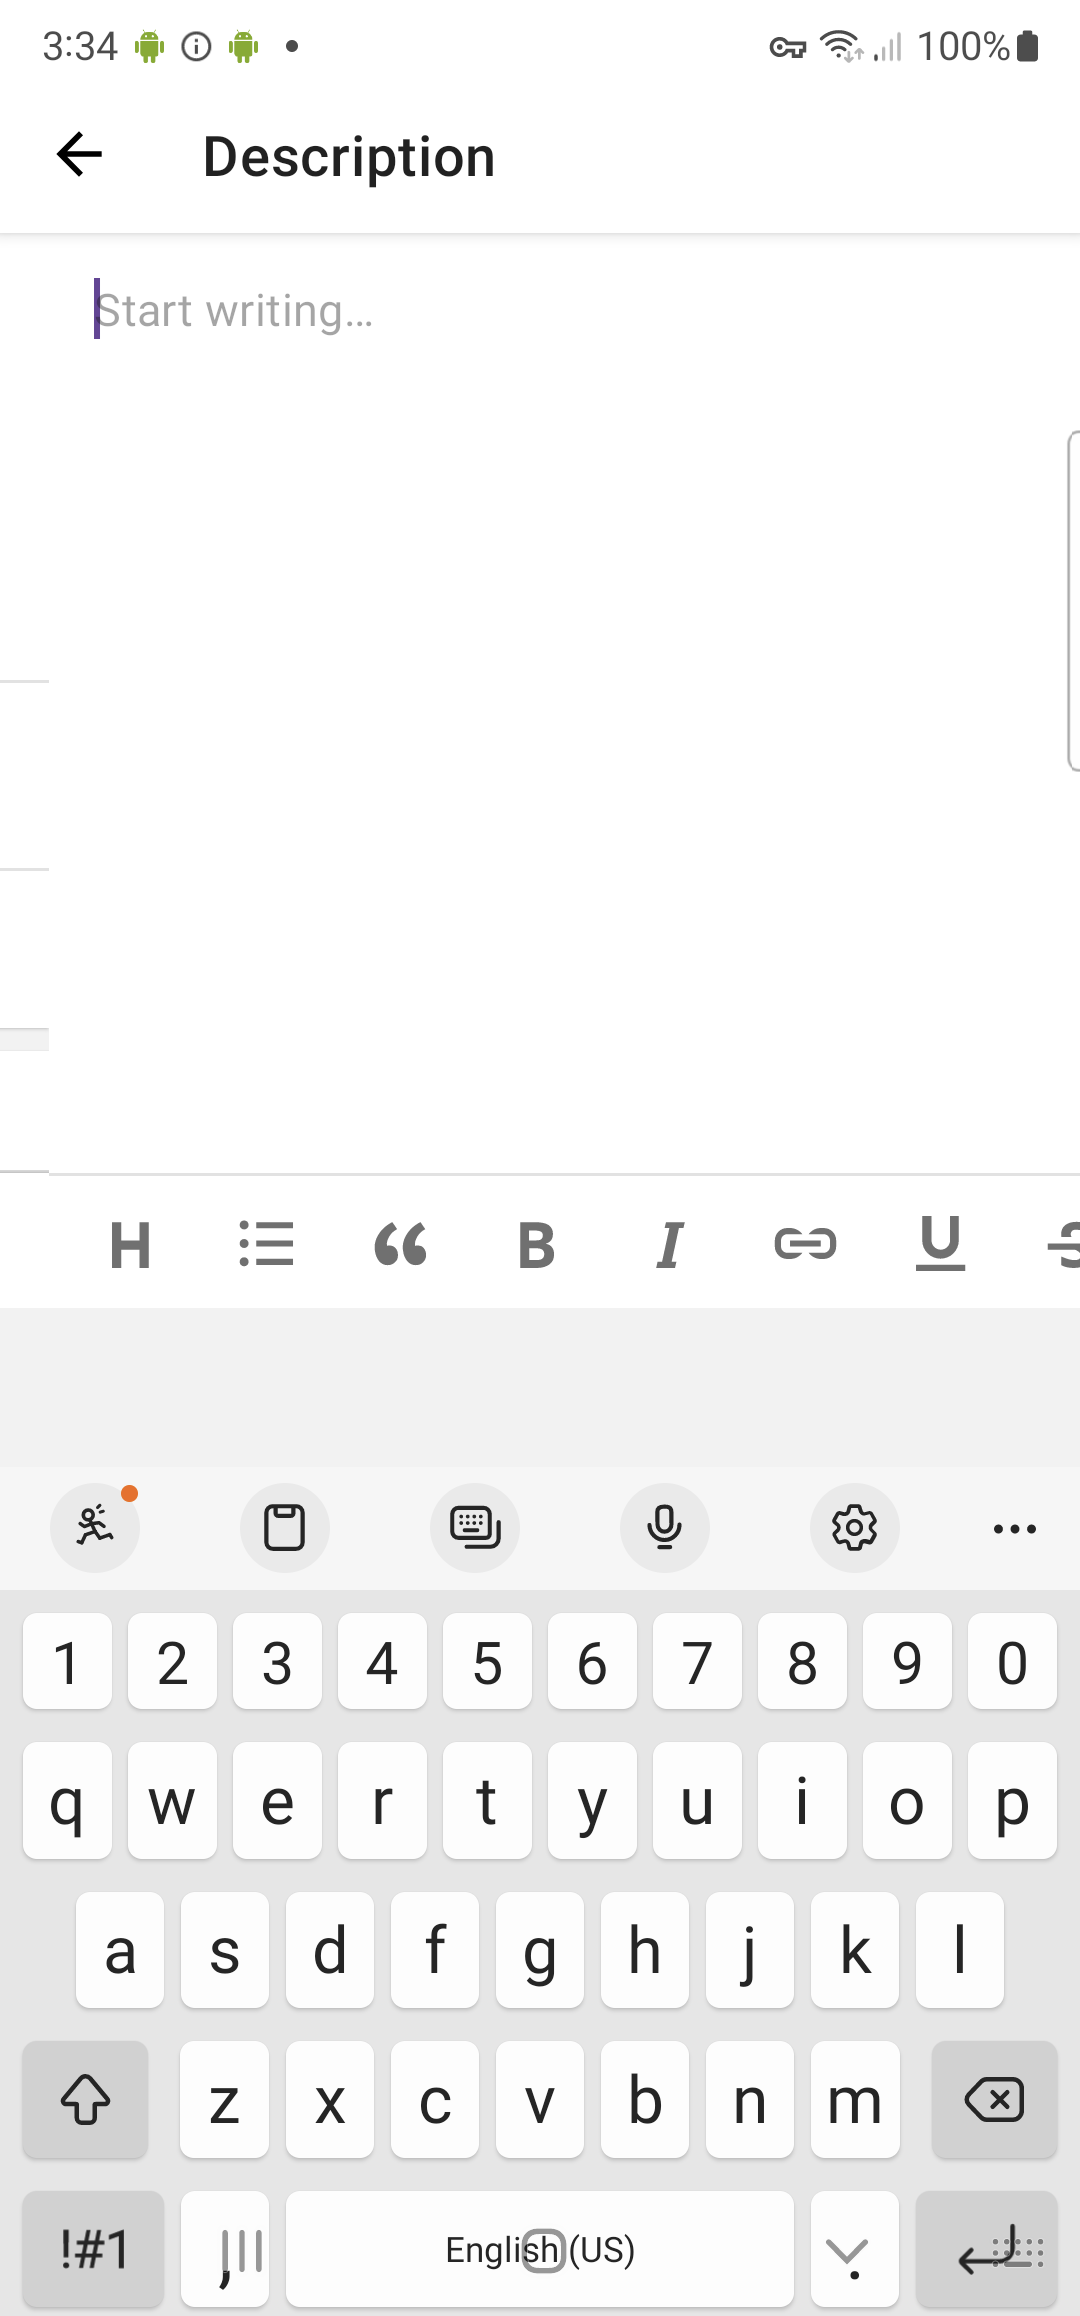 3:34 100%
Description
Start writing...
H B I U S
1 2 3 4 5 6 7 8 9 0
q w e r t y u i o p
a s d f g h j k l
z x c v b n m
!#1 , English (US) .